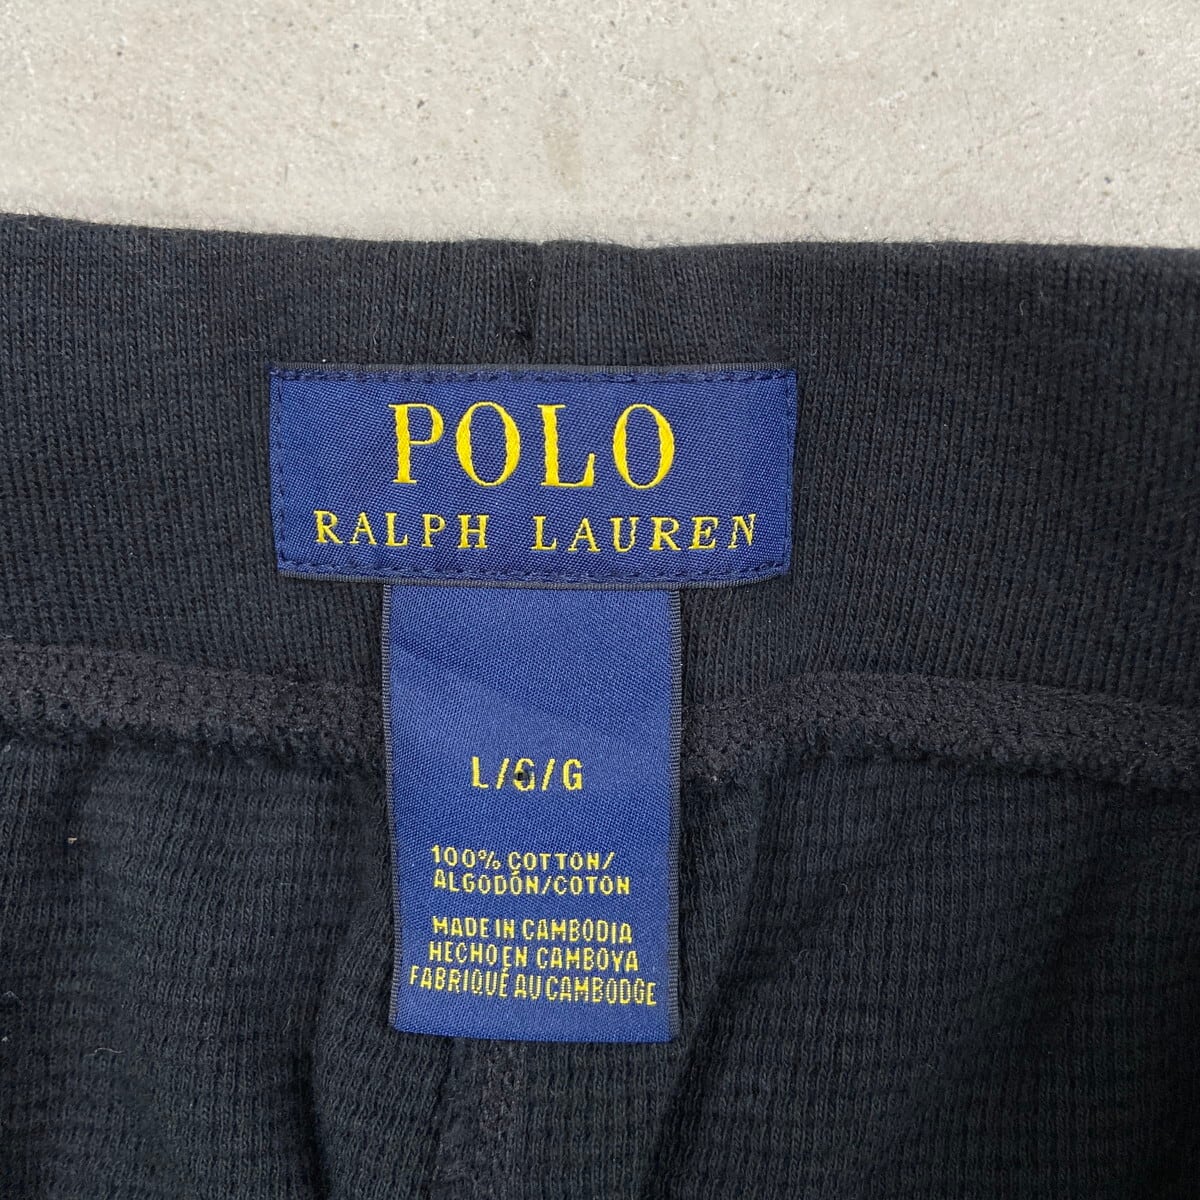 POLO
RALPH LAUREN
L/G/G
100% COTTON/
ALGODÓN/COTON
MADE IN CAMBODIA
HECHO EN CAMBOYA
FABRIQUÉ AU CAMBODGE